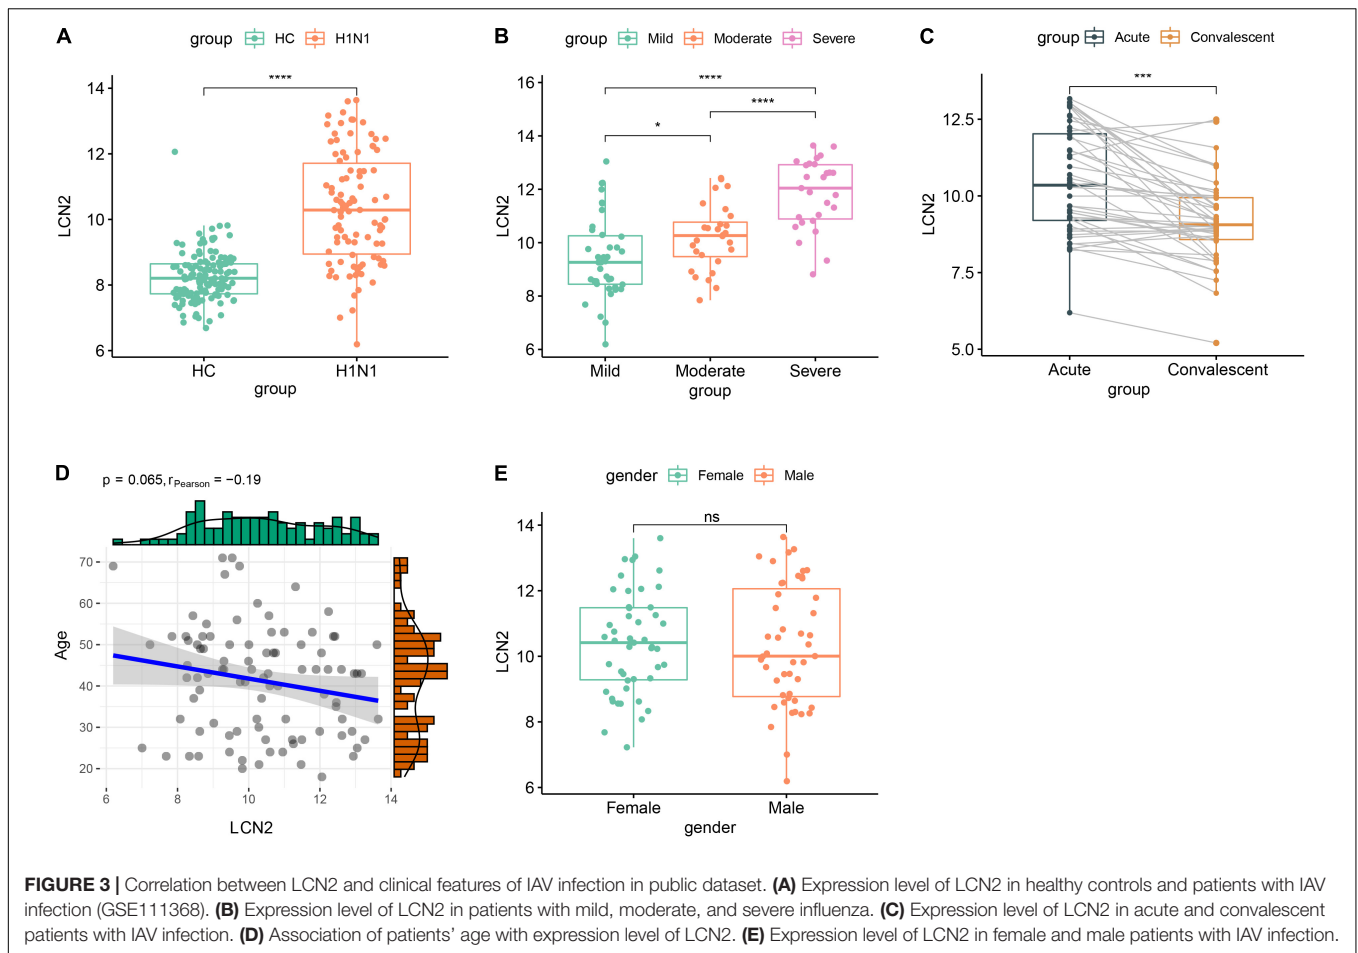 A
group HC H1N1
****
LCN2
14
12
10
8
6
HC H1N1
group
B
group Mild Moderate Severe
****
****
*
LCN2
16
14
12
10
8
6
Mild Moderate Severe
group
C
group Acute Convalescent
***
LCN2
12.5
10.0
7.5
5.0
Acute Convalescent
group
D
p = 0.065, rPearson = −0.19
Age
70
60
50
40
30
20
6 8 10 12 14
LCN2
E
gender Female Male
ns
LCN2
14
12
10
8
6
Female Male
gender
FIGURE 3 | Correlation between LCN2 and clinical features of IAV infection in public dataset. (A) Expression level of LCN2 in healthy controls and patients with IAV
infection (GSE111368). (B) Expression level of LCN2 in patients with mild, moderate, and severe influenza. (C) Expression level of LCN2 in acute and convalescent
patients with IAV infection. (D) Association of patients’ age with expression level of LCN2. (E) Expression level of LCN2 in female and male patients with IAV infection.